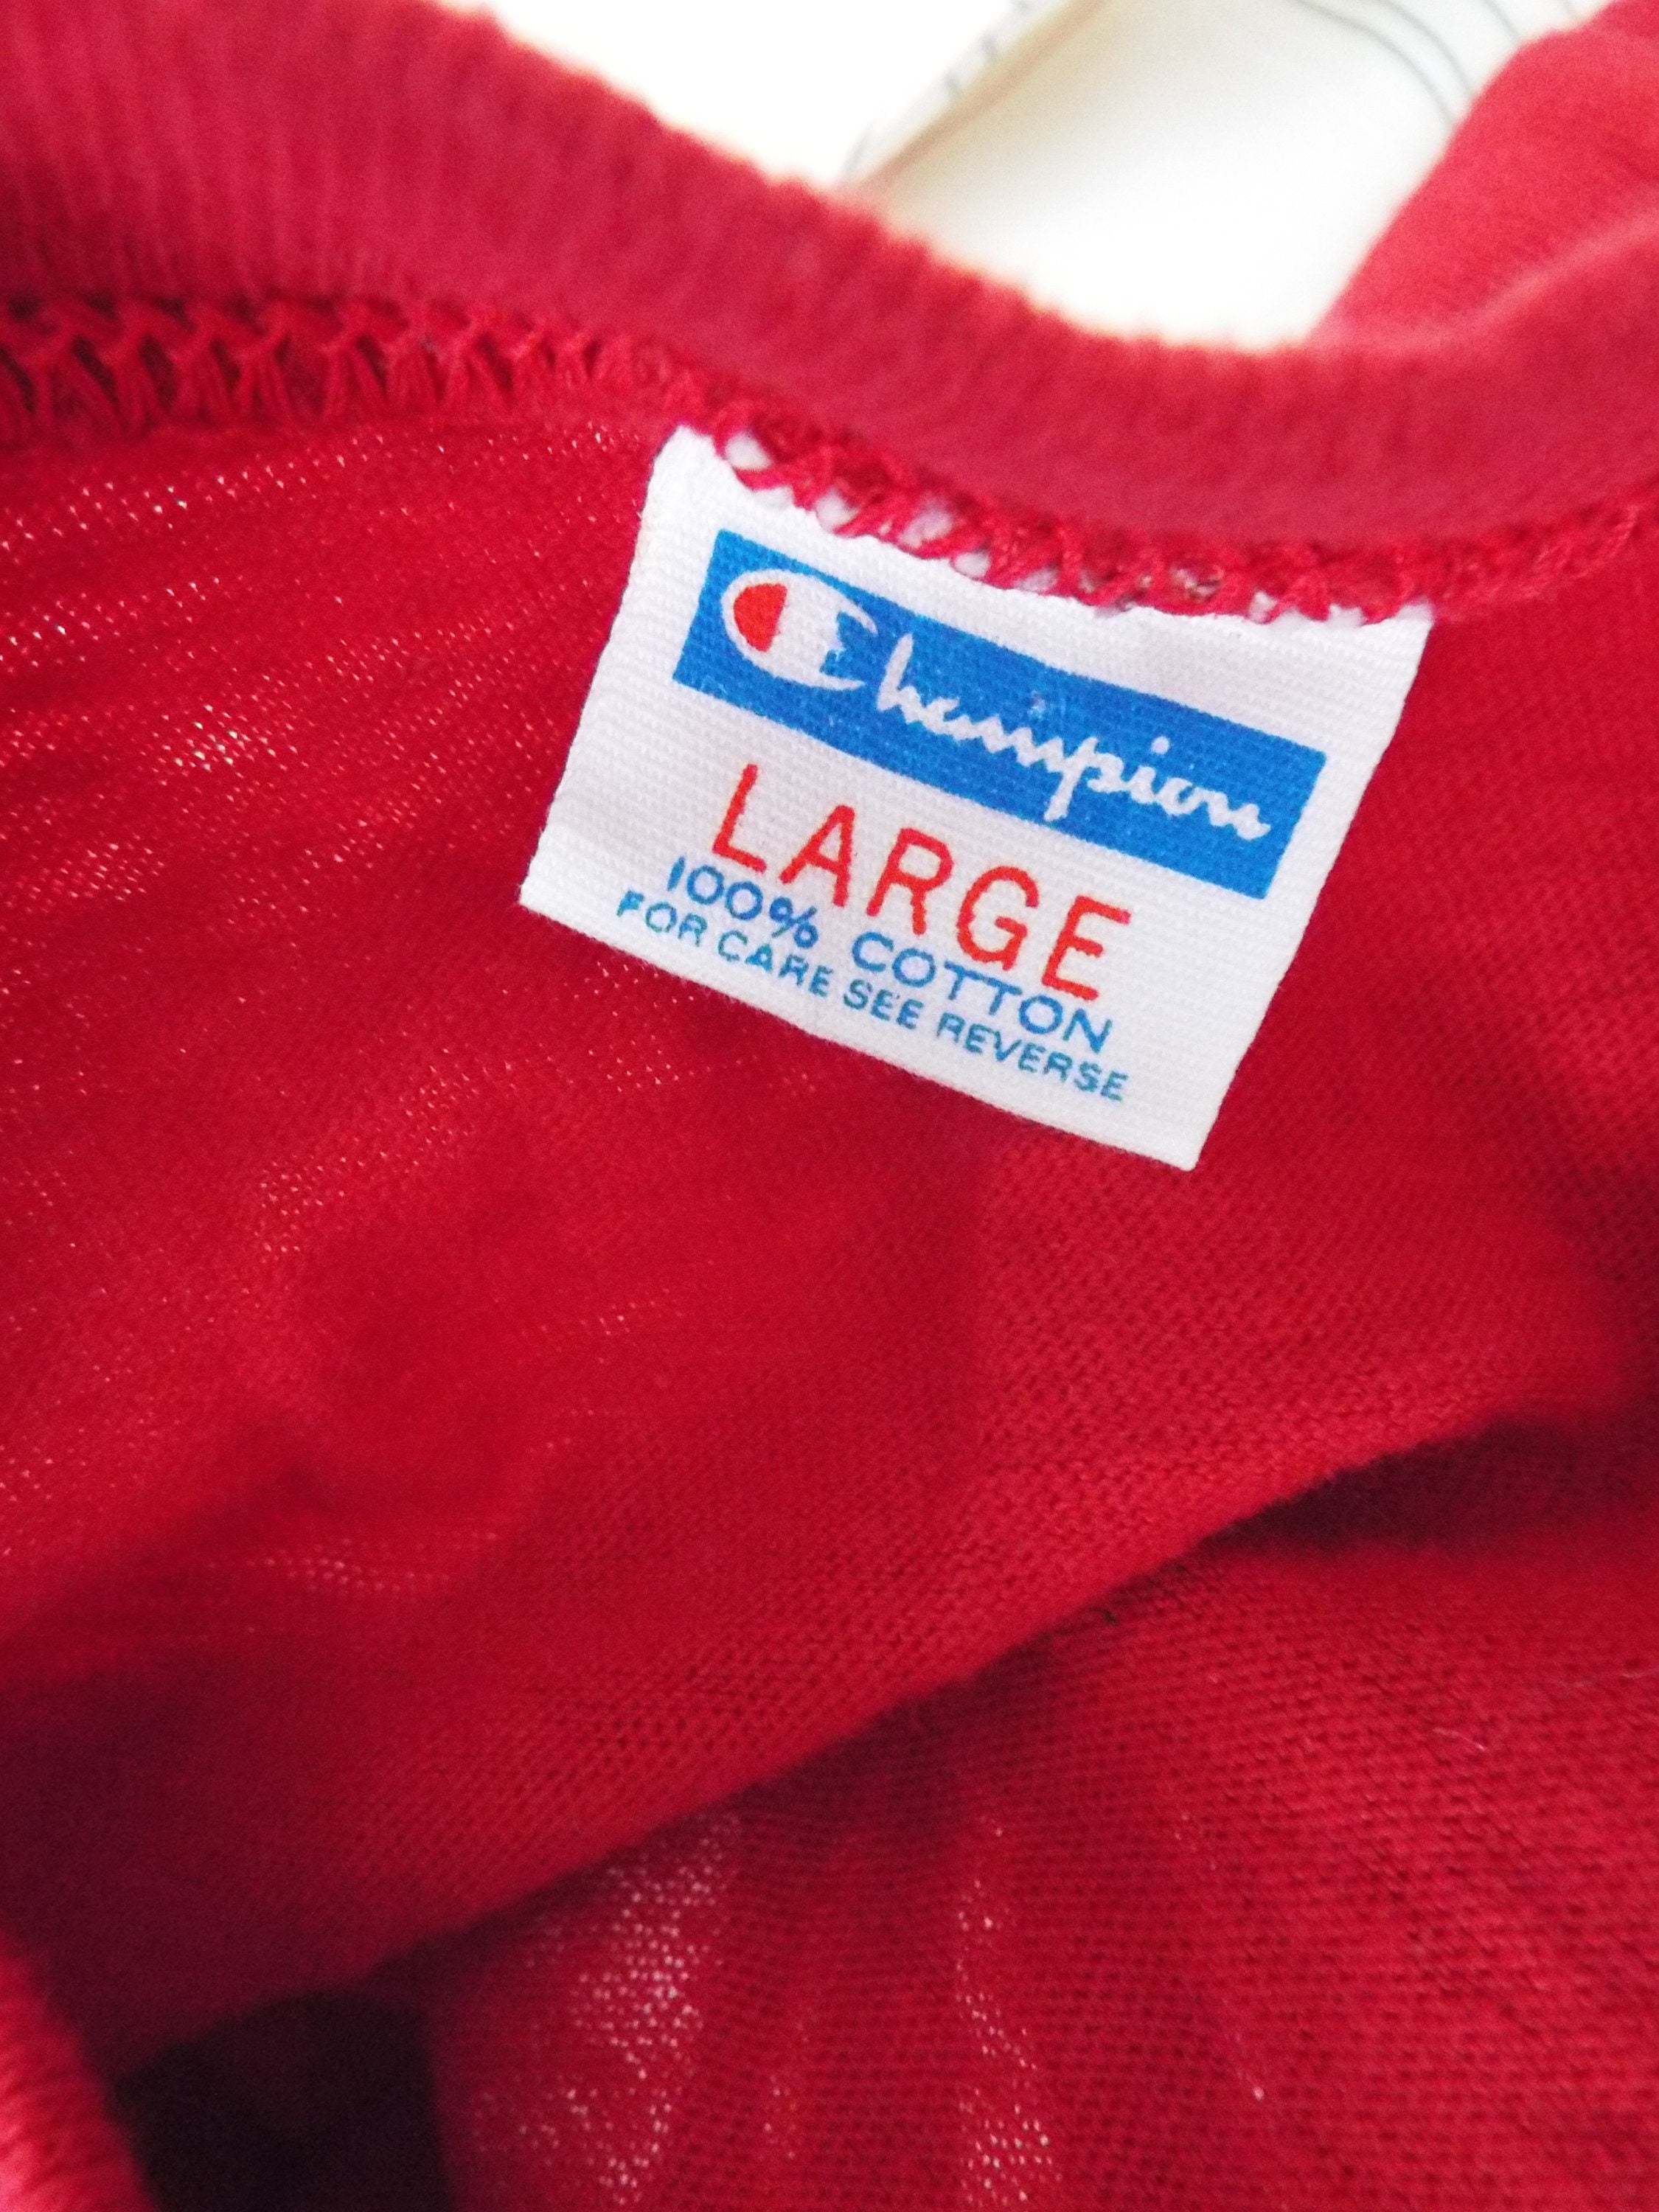 Champion
LARGE
100% COTTON
FOR CARE SEE REVERSE